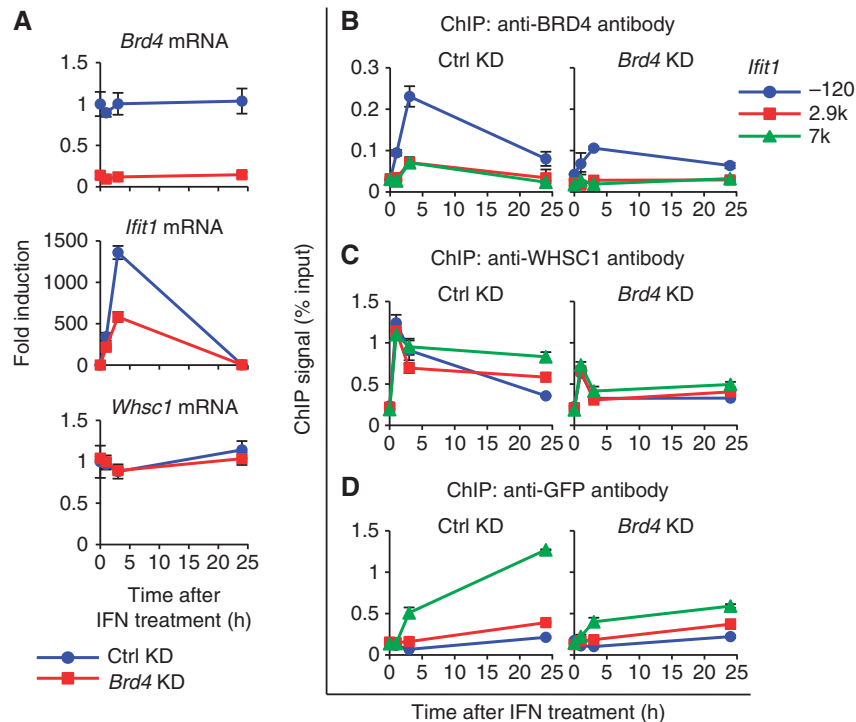 A
Brd4 mRNA
1.5
1
0.5
0
Ifit1 mRNA
1500
1000
500
0
Fold induction
Whsc1 mRNA
1.5
1
0.5
0
0 5 10 15 20 25
Time after
IFN treatment (h)
Ctrl KD
Brd4 KD
B
ChIP: anti-BRD4 antibody
Ctrl KD
Brd4 KD
Ifit1
–120
2.9k
7k
0.3
0.2
0.1
0
0 5 10 15 20 25
0 5 10 15 20 25
C
ChIP: anti-WHSC1 antibody
Ctrl KD
Brd4 KD
ChIP signal (% input)
1.5
1
0.5
0
0 5 10 15 20 25
0 5 10 15 20 25
D
ChIP: anti-GFP antibody
Ctrl KD
Brd4 KD
1.5
1
0.5
0
0 5 10 15 20 25
0 5 10 15 20 25
Time after IFN treatment (h)